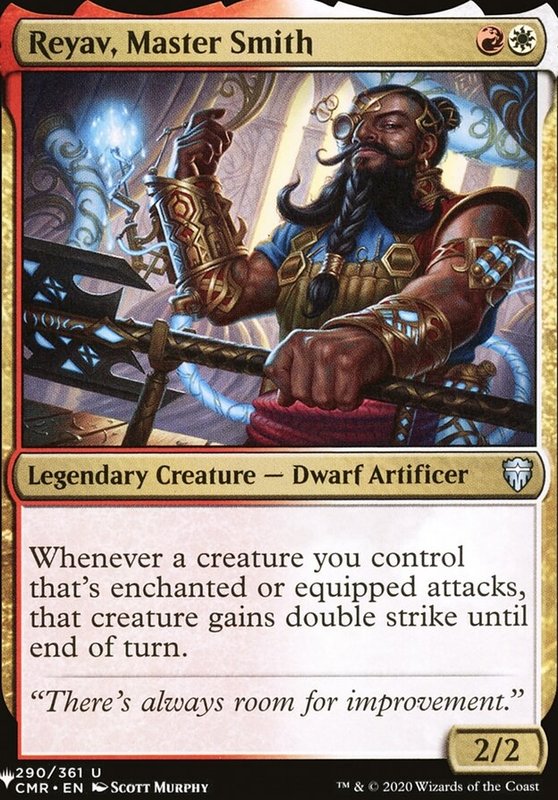 Reyav, Master Smith
Legendary Creature — Dwarf Artificer
Whenever a creature you control
that's enchanted or equipped attacks,
that creature gains double strike until
end of turn.
“There's always room for improvement.”
2/2
290/361 U
CMR • EN Scott Murphy
™ & © 2020 Wizards of the Coast